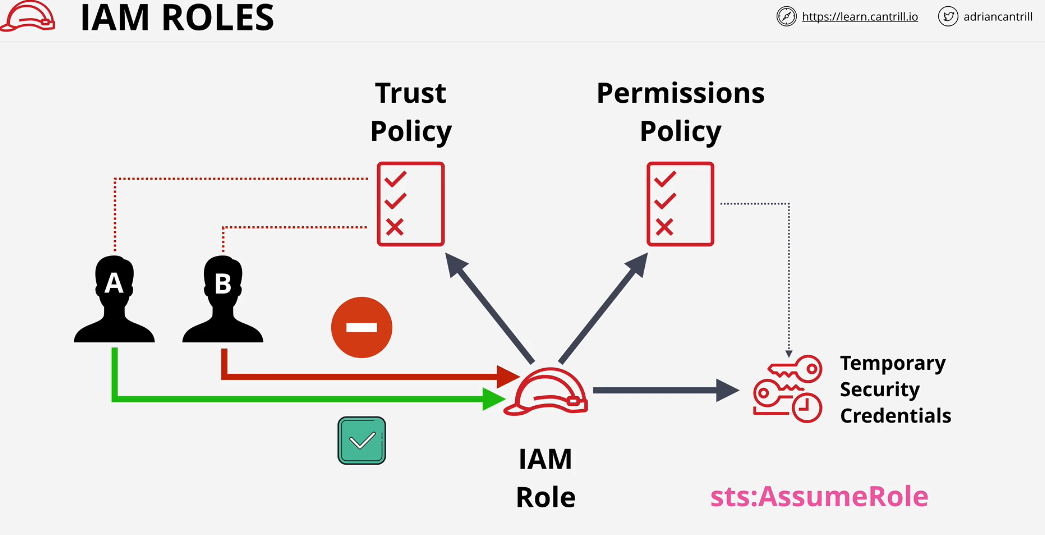 IAM ROLES
https://learn.cantrill.io
adriancantrill
Trust
Policy
Permissions
Policy
A
B
Temporary
Security
Credentials
IAM
Role
sts:AssumeRole